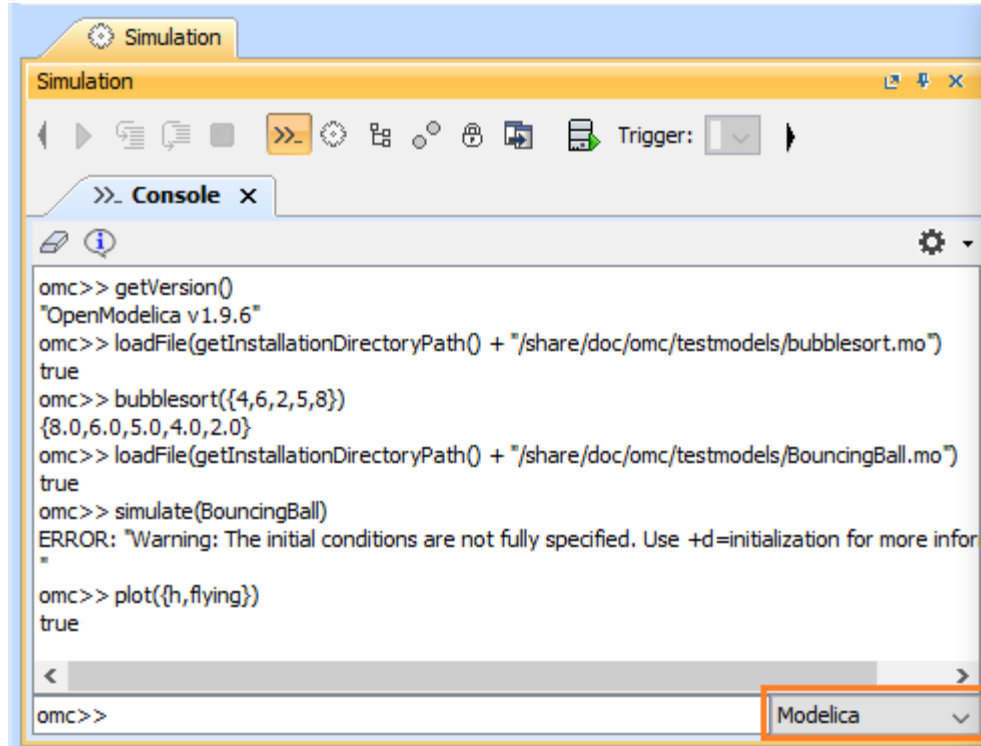 Simulation
Simulation
Trigger:
Console
omc>> getVersion()
"OpenModelica v1.9.6"
omc>> loadFile(getInstallationDirectoryPath() + "/share/doc/omc/testmodels/bubblesort.mo")
true
omc>> bubblesort({4,6,2,5,8})
{8.0,6.0,5.0,4.0,2.0}
omc>> loadFile(getInstallationDirectoryPath() + "/share/doc/omc/testmodels/BouncingBall.mo")
true
omc>> simulate(BouncingBall)
ERROR: "Warning: The initial conditions are not fully specified. Use +d=initialization for more infor
"
omc>> plot({h,flying})
true
omc>> Modelica